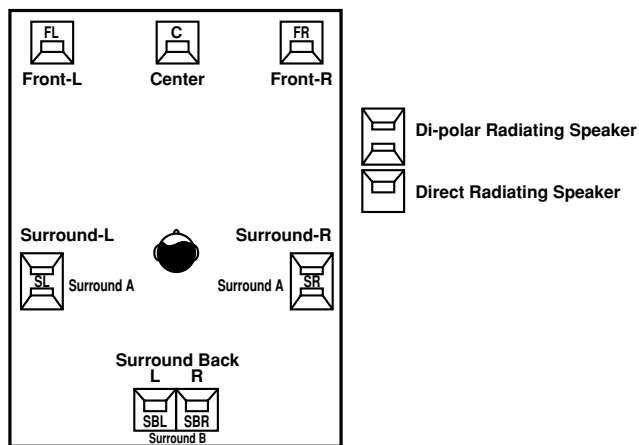 FL C FR
Front-L Center Front-R
Di-polar Radiating Speaker
Direct Radiating Speaker
Surround-L Surround-R
SL Surround A Surround A SR
Surround Back
L R
SBL SBR
Surround B